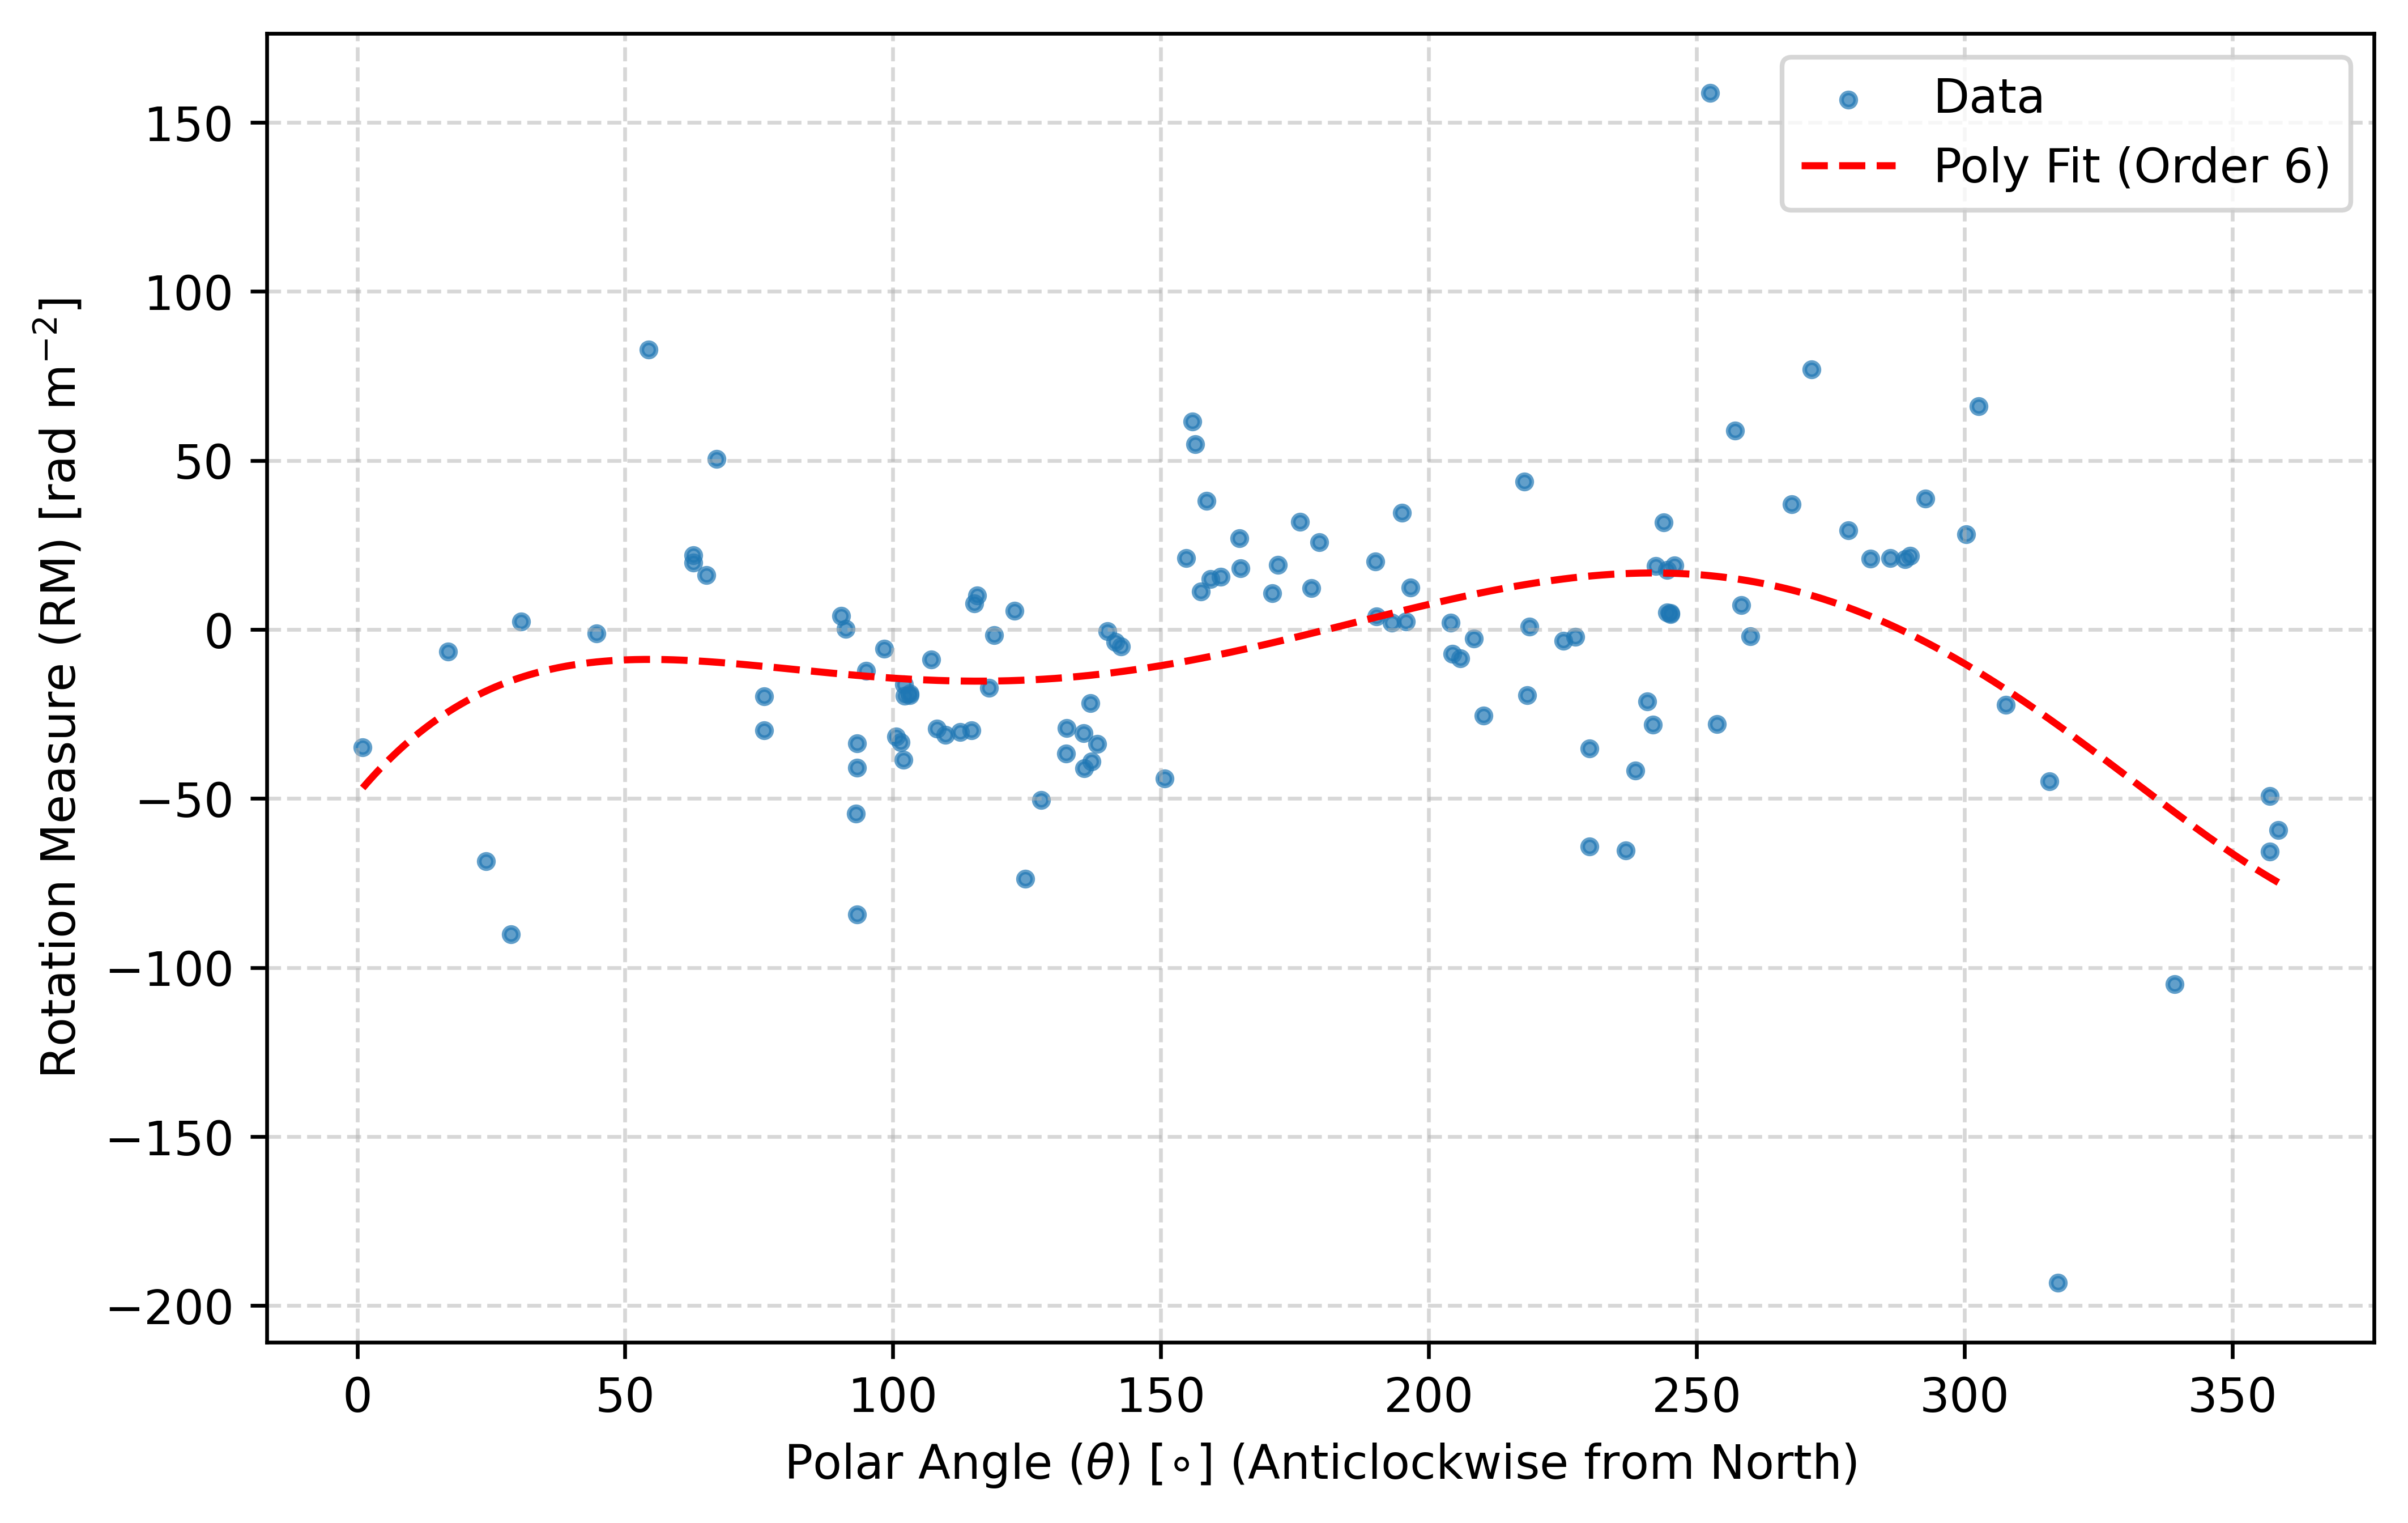 Data
Poly Fit (Order 6)
150
100
50
0
−50
−100
−150
−200
Rotation Measure (RM) [rad m⁻²]
0 50 100 150 200 250 300 350
Polar Angle (θ) [∘] (Anticlockwise from North)